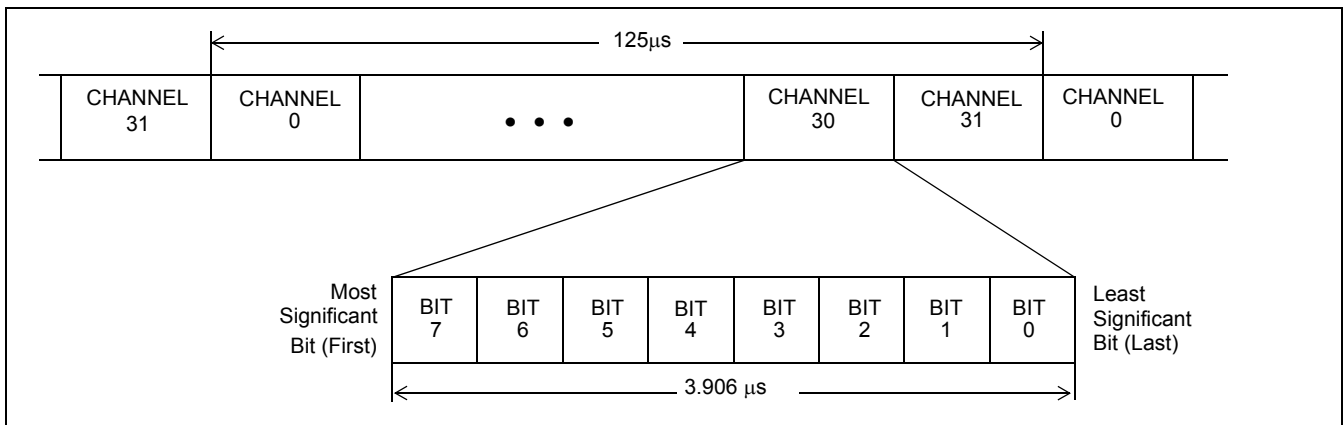 125μs
CHANNEL 31
CHANNEL 0
• • •
CHANNEL 30
CHANNEL 31
CHANNEL 0
Most
Significant
Bit (First)
BIT 7
BIT 6
BIT 5
BIT 4
BIT 3
BIT 2
BIT 1
BIT 0
Least
Significant
Bit (Last)
3.906 μs